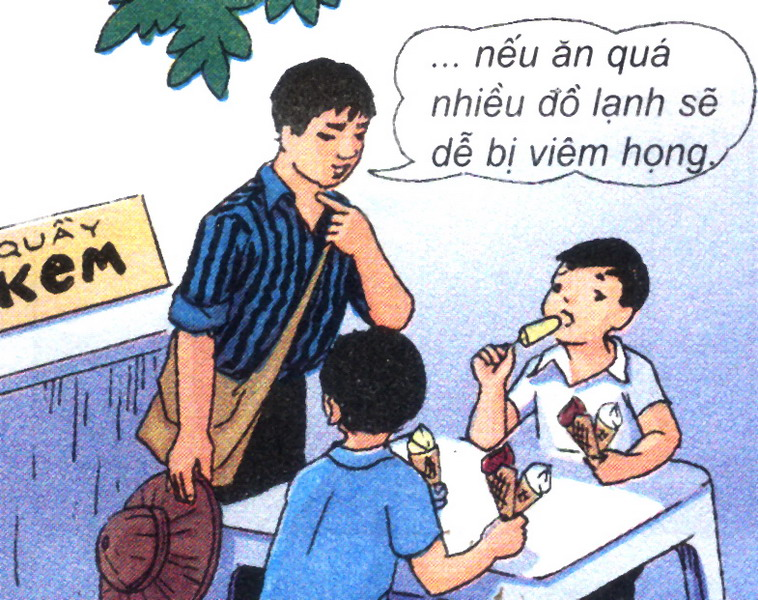 ... nếu ăn quá
nhiều đồ lạnh sẽ
dễ bị viêm họng.
QUẦY
KEM